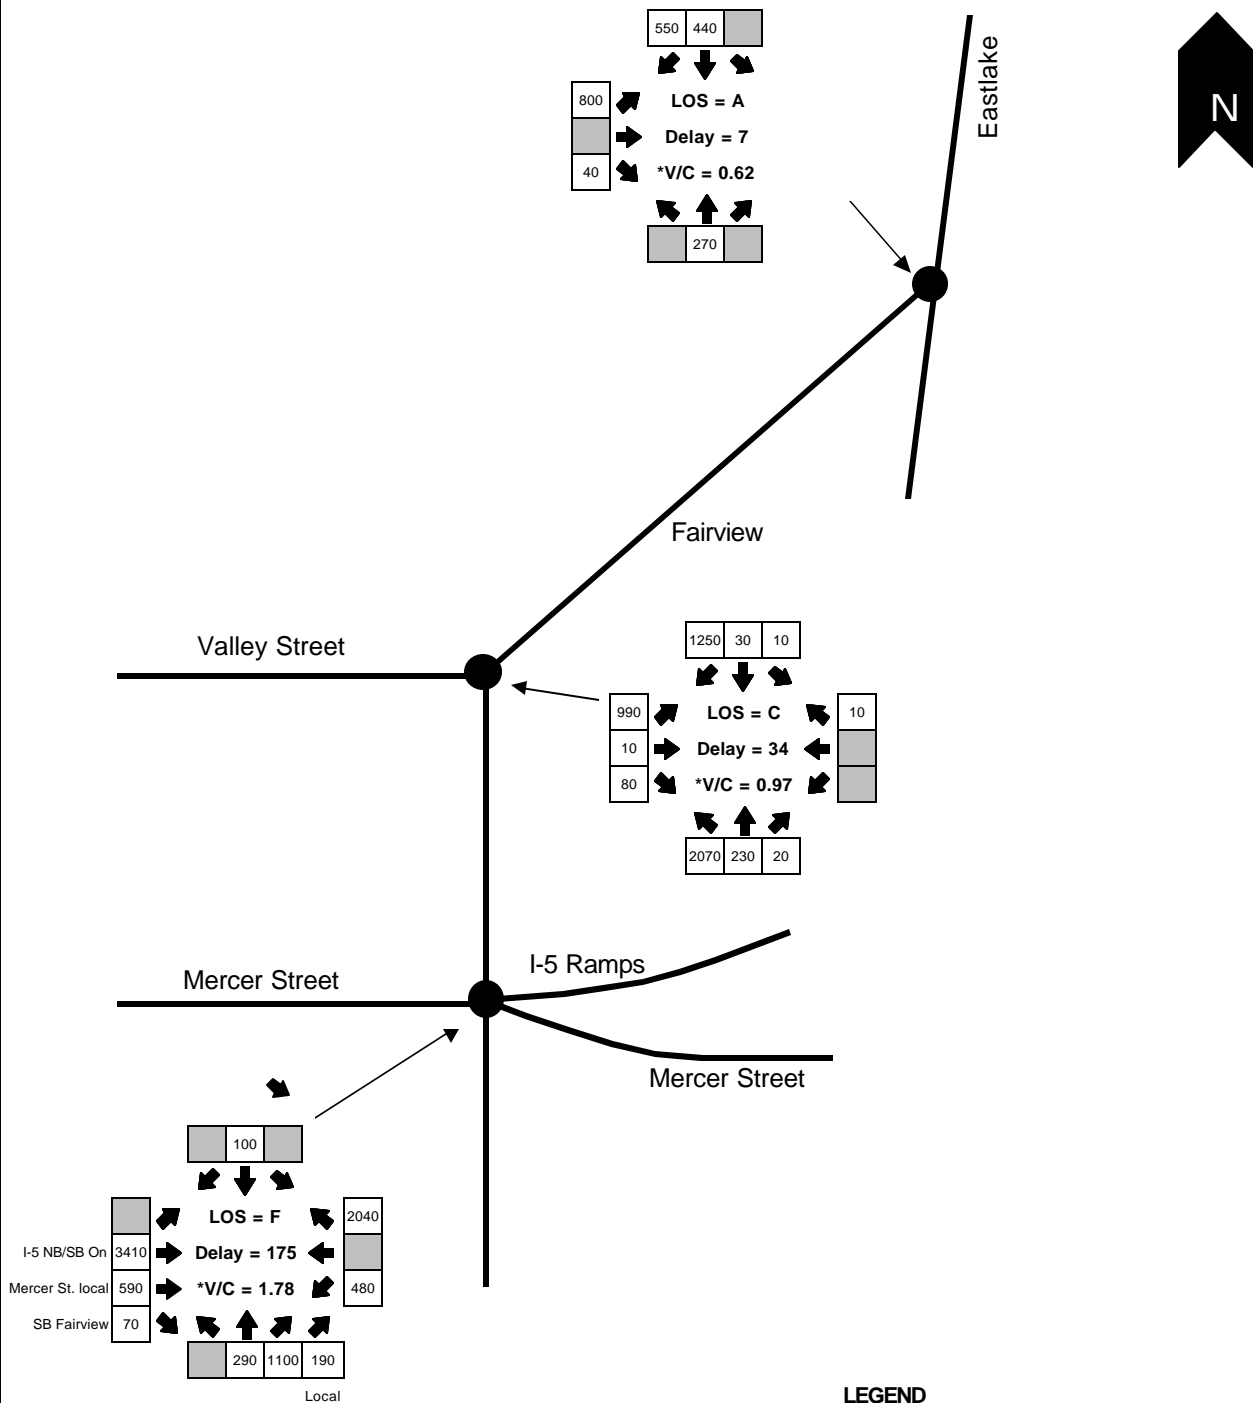 550 440
Eastlake
N
800 LOS = A
Delay = 7
40 *V/C = 0.62
270
Fairview
Valley Street
1250 30 10
990 LOS = C 10
10 Delay = 34
80 *V/C = 0.97
2070 230 20
I-5 Ramps
Mercer Street
Mercer Street
100
LOS = F 2040
I-5 NB/SB On 3410 Delay = 175
Mercer St. local 590 *V/C = 1.78 480
SB Fairview 70
290 1100 190
Local
LEGEND